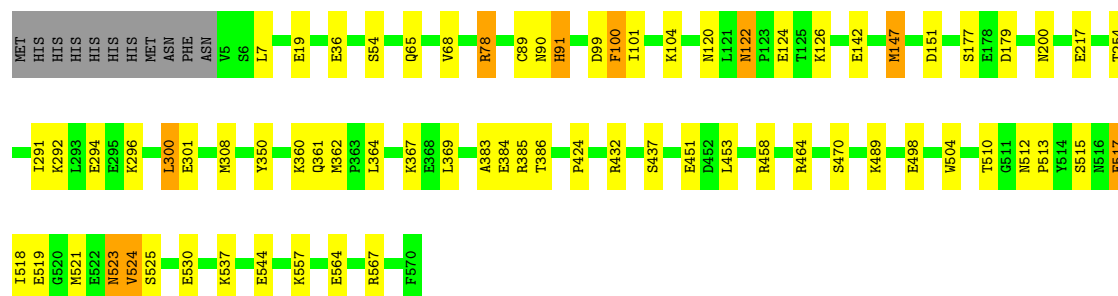 MET HIS HIS HIS HIS HIS HIS MET ASN PHE ASN V5 S6 L7 E19 E36 S54 Q65 V68 R78 C89 N90 H91 D99 F100 I101 K104 N120 L121 N122 P123 E124 T125 K126 E142 M147 D151 S177 E178 D179 N200 E217 T254
I291 K292 L293 E294 E295 K296 L300 E301 M308 Y350 K360 Q361 M362 P363 L364 K367 E368 L369 A383 E384 R385 T386 P424 R432 S437 E451 D452 L453 R458 R464 S470 K489 E498 W504 T510 G511 N512 P513 Y514 S515 N516
I518 E519 G520 M521 E522 N523 V524 S525 E530 K537 E544 K557 E564 R567 F570